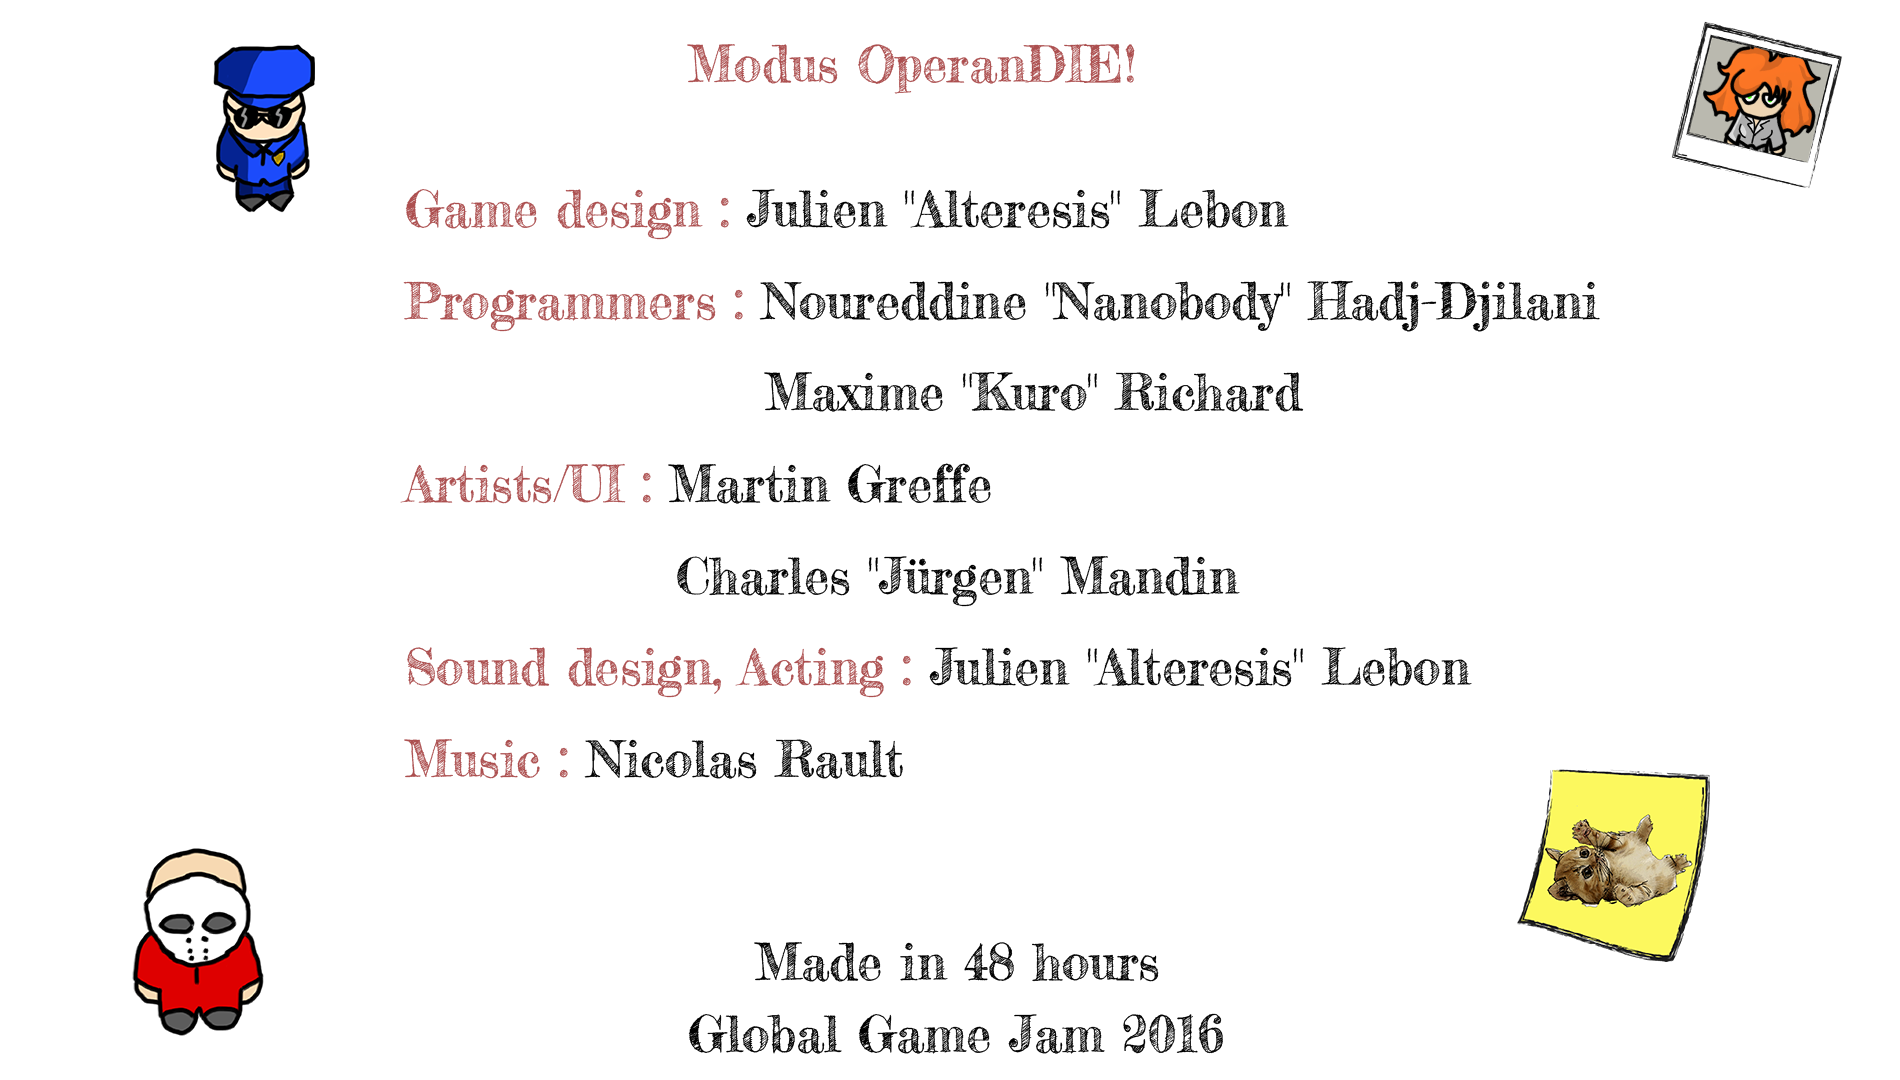 Modus OperanDIE!
Game design : Julien "Alteresis" Lebon
Programmers : Noureddine "Nanobody" Hadj-Djilani
Maxime "Kuro" Richard
Artists/UI : Martin Greffe
Charles "Jürgen" Mandin
Sound design, Acting : Julien "Alteresis" Lebon
Music : Nicolas Rault
Made in 48 hours
Global Game Jam 2016